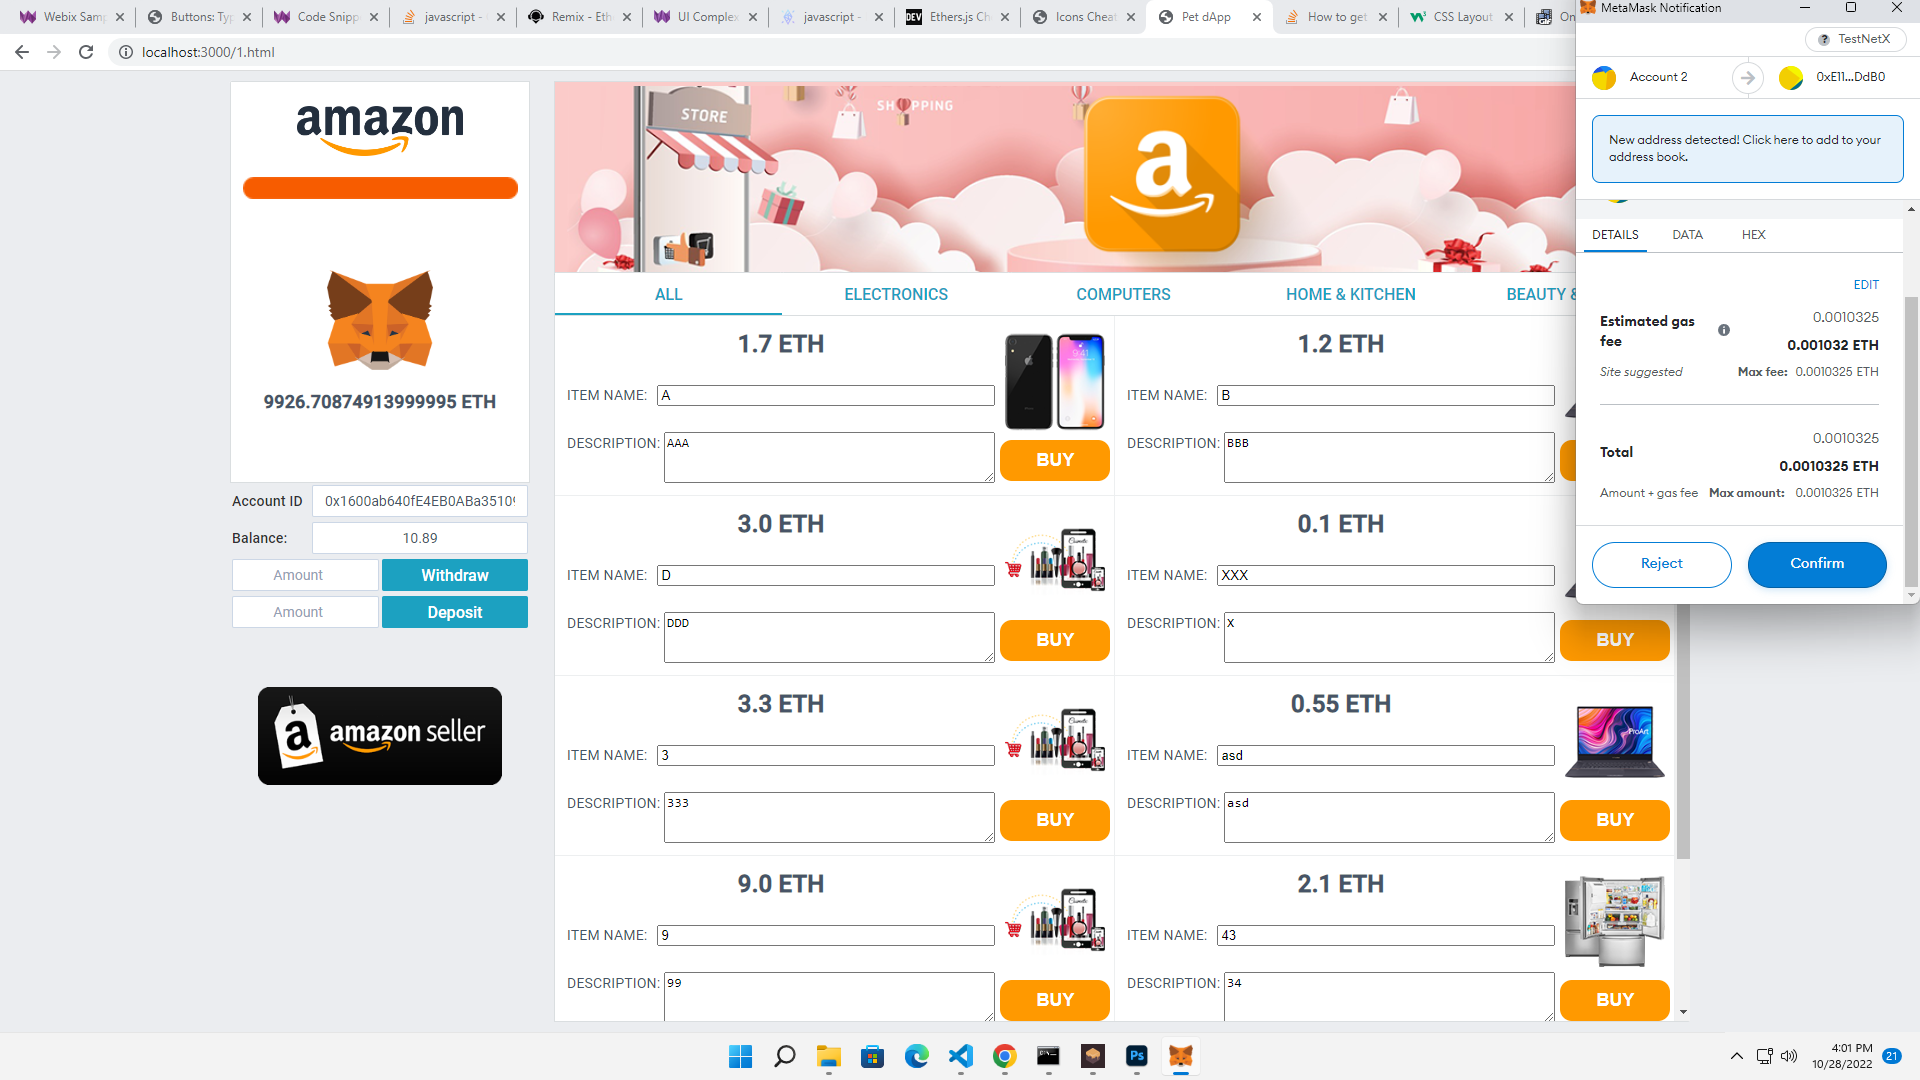 Webix Samp
Buttons: Typ
Code Snipp
javascript -
Remix - Eth
UI Complex
javascript -
DEV
Ethers.js Ch
Icons Cheat
Pet dApp
How to get
CSS Layout
On
localhost:3000/1.html
amazon
9926.70874913999995 ETH
Account ID
0x1600ab640fE4EB0ABa3510
Balance:
10.89
Amount
Withdraw
Amount
Deposit
a amazon seller
STORE
SHOPPING
a
ALL
ELECTRONICS
COMPUTERS
HOME & KITCHEN
BEAUTY &
1.7 ETH
ITEM NAME: A
DESCRIPTION: AAA
BUY
1.2 ETH
ITEM NAME: B
DESCRIPTION: BBB
3.0 ETH
ITEM NAME: D
DESCRIPTION: DDD
BUY
0.1 ETH
ITEM NAME: XXX
DESCRIPTION: X
BUY
3.3 ETH
ITEM NAME: 3
DESCRIPTION: 333
BUY
0.55 ETH
ITEM NAME: asd
DESCRIPTION: asd
ProArt
BUY
9.0 ETH
ITEM NAME: 9
DESCRIPTION: 99
BUY
2.1 ETH
ITEM NAME: 43
DESCRIPTION: 34
BUY
MetaMask Notification
TestNetX
Account 2
0xE11...DdB0
New address detected! Click here to add to your
address book.
DETAILS
DATA
HEX
EDIT
Estimated gas
fee
0.0010325
0.001032 ETH
Site suggested
Max fee: 0.0010325 ETH
Total
0.0010325
0.0010325 ETH
Amount + gas fee
Max amount: 0.0010325 ETH
Reject
Confirm
Ps
4:01 PM
10/28/2022
21